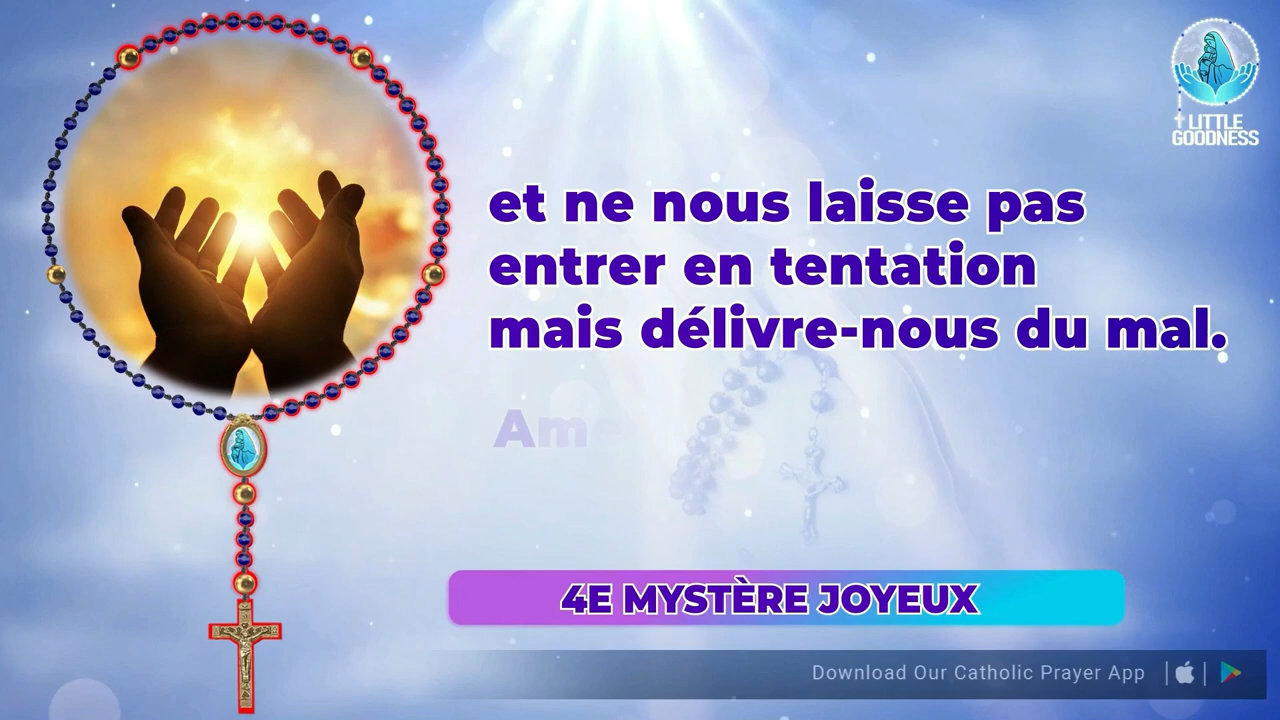 LITTLE
GOODNESS
et ne nous laisse pas
entrer en tentation
mais délivre-nous du mal.
Am
4E MYSTÈRE JOYEUX
Download Our Catholic Prayer App